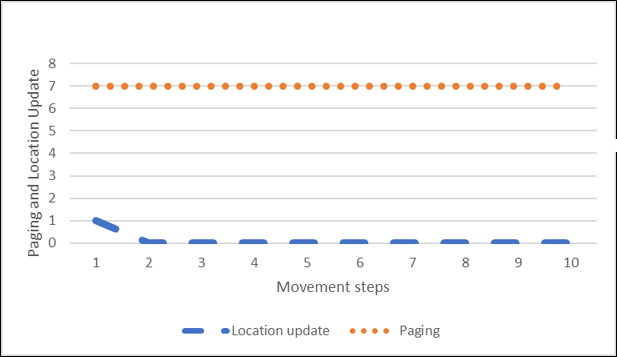 Paging and Location Update
8
7
6
5
4
3
2
1
0
1 2 3 4 5 6 7 8 9 10
Movement steps
Location update Paging